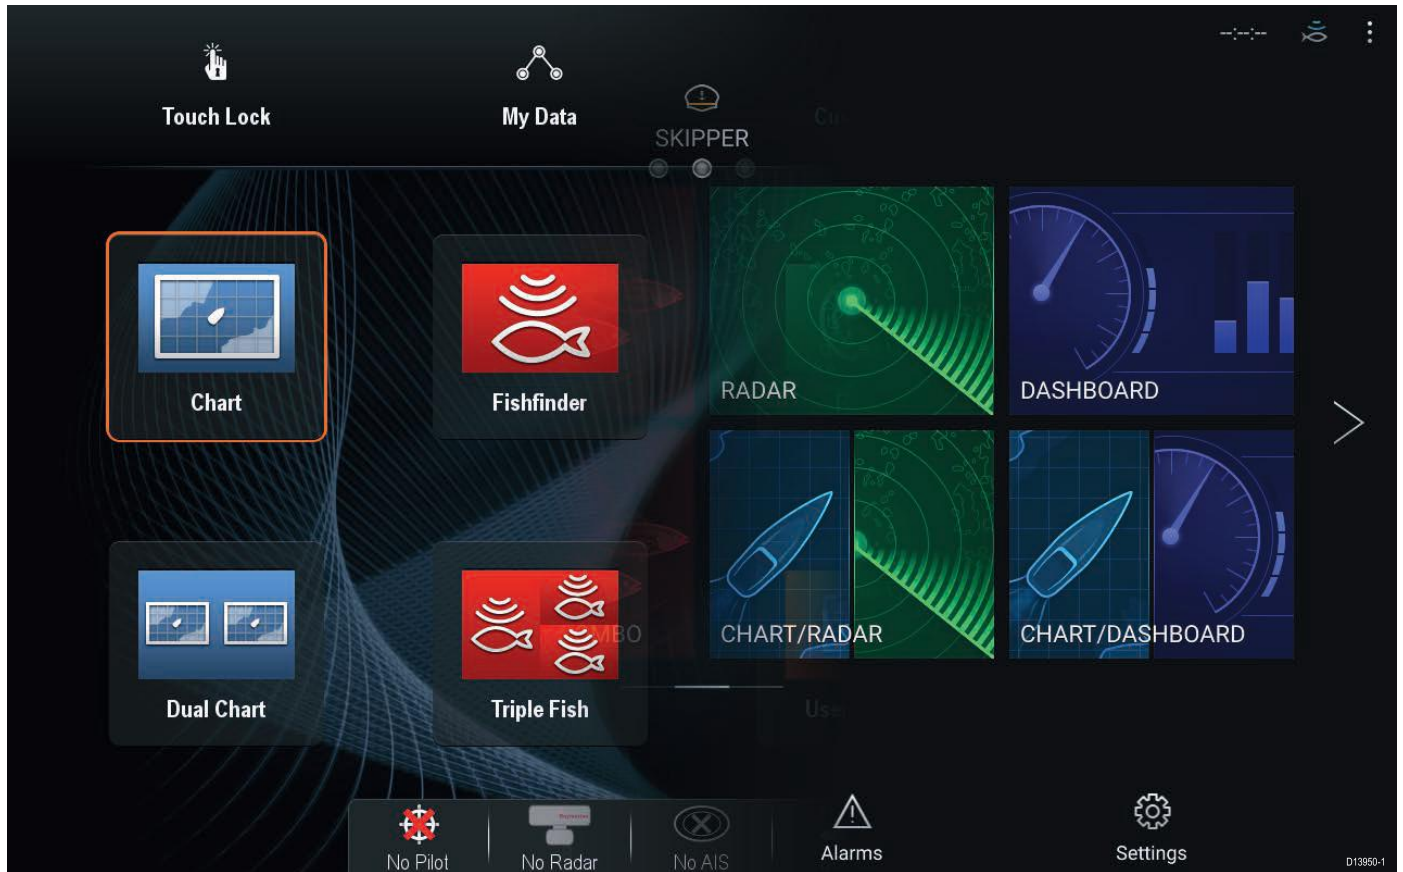 --:--:--
Touch Lock
My Data
SKIPPER
Chart
Fishfinder
RADAR
DASHBOARD
Dual Chart
Triple Fish
CHART/RADAR
CHART/DASHBOARD
No Pilot
No Radar
No AIS
Alarms
Settings
D13950-1